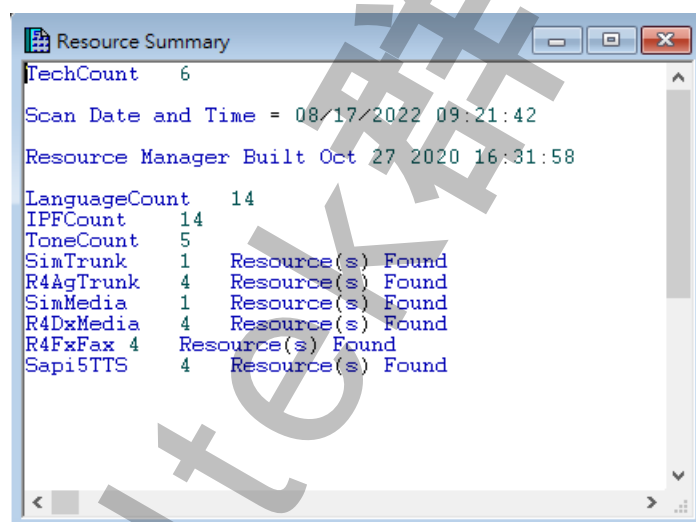 Resource Summary
TechCount 6
Scan Date and Time = 08/17/2022 09:21:42
Resource Manager Built Oct 27 2020 16:31:58
LanguageCount 14
IPFCount 14
ToneCount 5
SimTrunk 1 Resource(s) Found
R4AgTrunk 4 Resource(s) Found
SimMedia 1 Resource(s) Found
R4DxMedia 4 Resource(s) Found
R4FxFax 4 Resource(s) Found
Sapi5TTS 4 Resource(s) Found
ltek